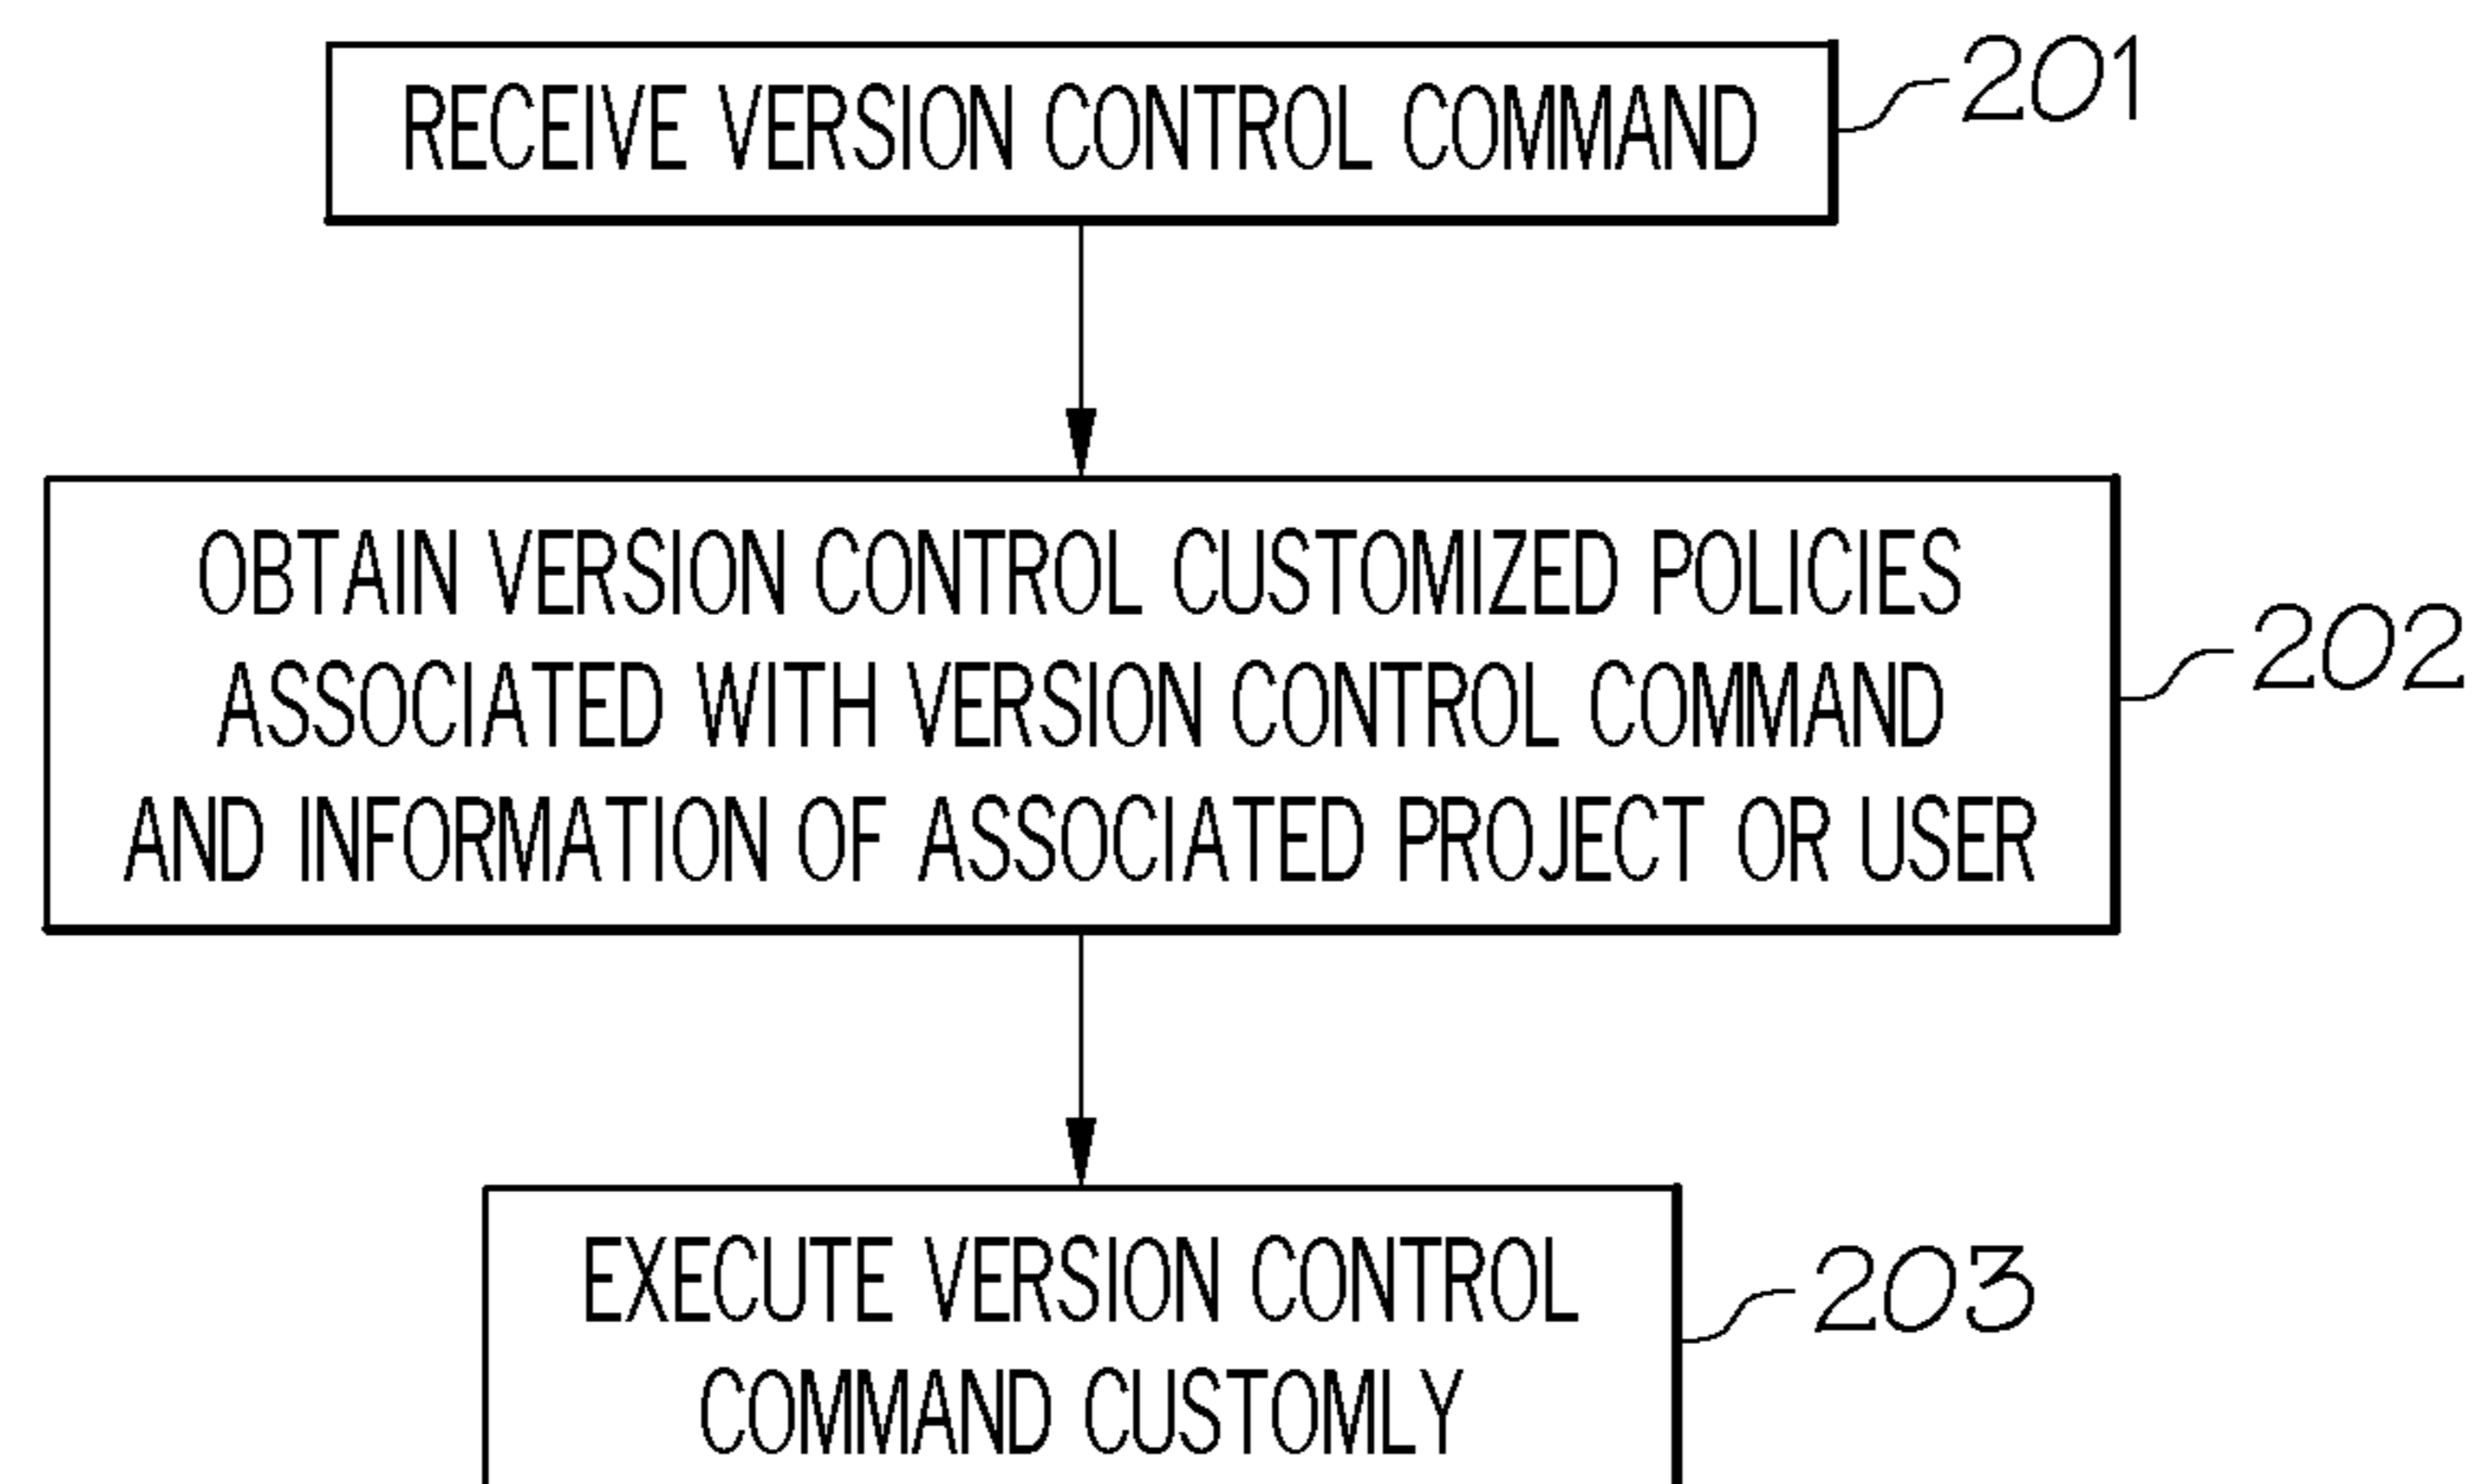 RECEIVE VERSION CONTROL COMMAND
201
OBTAIN VERSION CONTROL CUSTOMIZED POLICIES
ASSOCIATED WITH VERSION CONTROL COMMAND
AND INFORMATION OF ASSOCIATED PROJECT OR USER
202
EXECUTE VERSION CONTROL
COMMAND CUSTOMLY
203